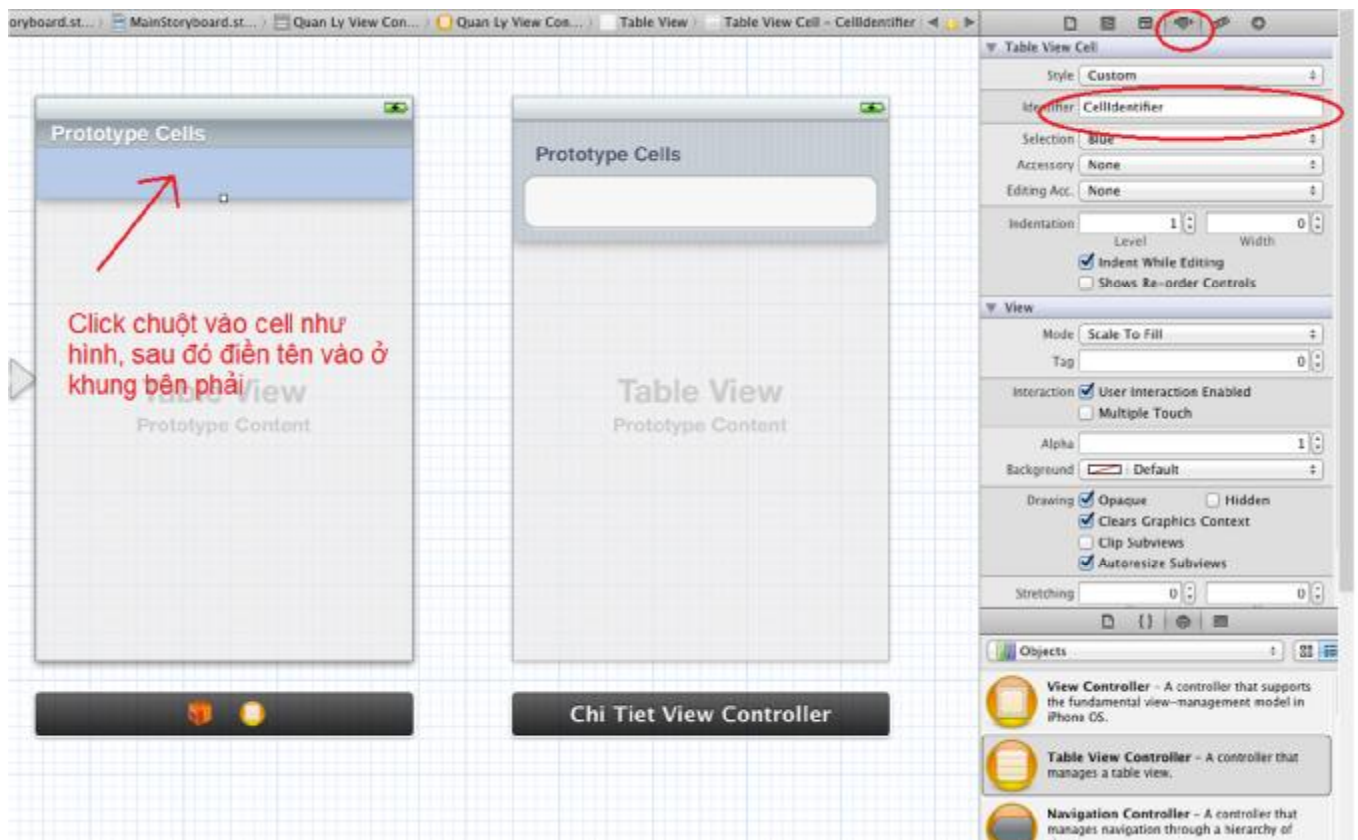 oryboard.st... MainStoryboard.st... Quan Ly View Con... Quan Ly View Con... Table View Table View Cell - CellIdentifier
Prototype Cells
Click chuột vào cell như
hình, sau đó điền tên vào ở
khung bên phải
Table View
Prototype Content
Prototype Cells
Table View
Prototype Content
Chi Tiet View Controller
Table View Cell
Style Custom
Identifier CellIdentifier
Selection Blue
Accessory None
Editing Acc. None
Indentation 1 0
Level Width
Indent While Editing
Shows Re-order Controls
View
Mode Scale To Fill
Tag 0
Interaction User Interaction Enabled
Multiple Touch
Alpha 1
Background Default
Drawing Opaque Hidden
Clears Graphics Context
Clip Subviews
Autoresize Subviews
Stretching 0 0
{}
Objects
View Controller - A controller that supports
the fundamental view-management model in
iPhone OS.
Table View Controller - A controller that
manages a table view.
Navigation Controller - A controller that
manages navigation through a hierarchy of